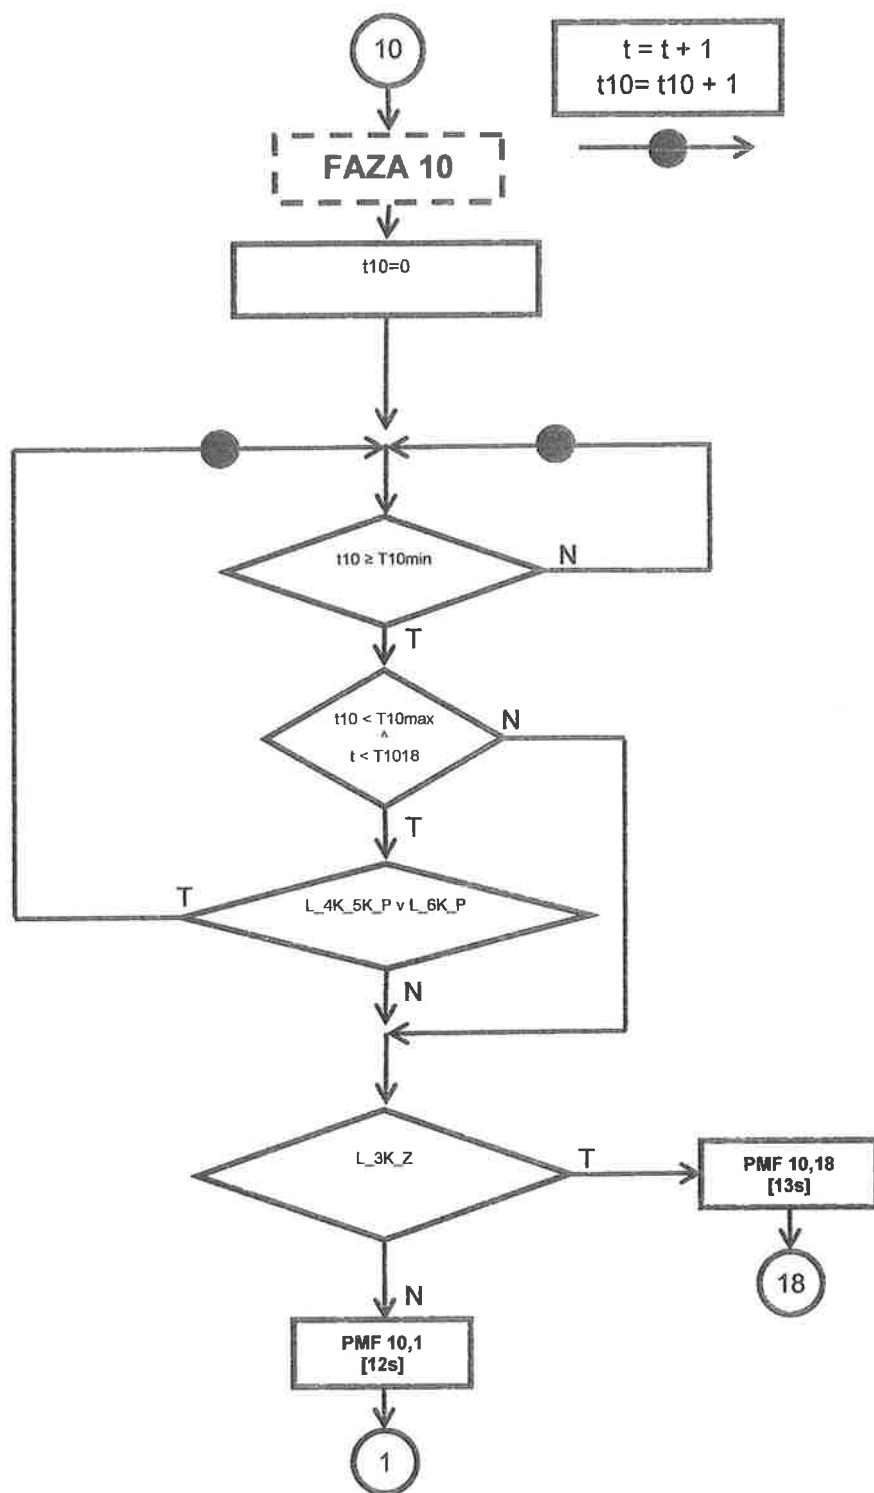 10
t = t + 1
t10= t10 + 1
FAZA 10
t10=0
t10 ≥ T10min
N
T
t10 < T10max
^
t < T1018
N
T
T
L_4K_5K_P v L_6K_P
N
L_3K_Z
T
PMF 10,18
[13s]
18
N
PMF 10,1
[12s]
1